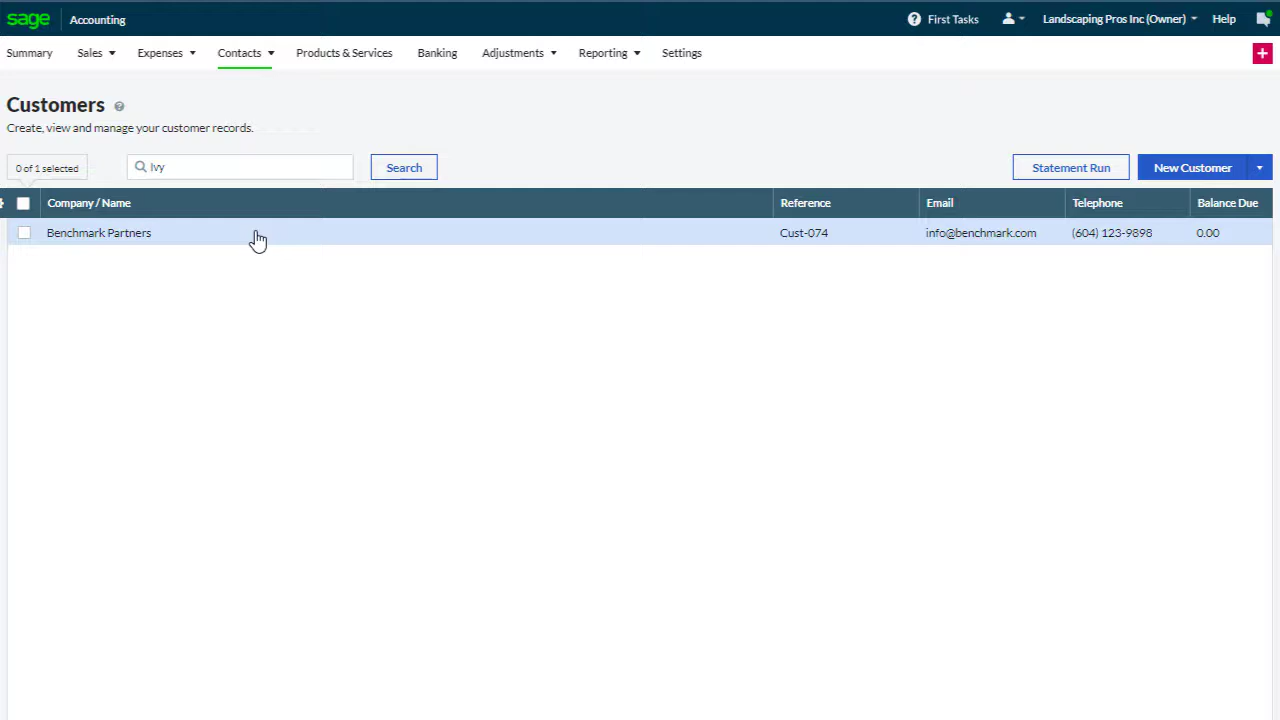 sage Accounting First Tasks Landscaping Pros Inc (Owner) Help
Summary Sales Expenses Contacts Products & Services Banking Adjustments Reporting Settings
Customers
Create, view and manage your customer records.
0 of 1 selected Ivy Search Statement Run New Customer
Company / Name Reference Email Telephone Balance Due
Benchmark Partners Cust-074 info@benchmark.com (604) 123-9898 0.00